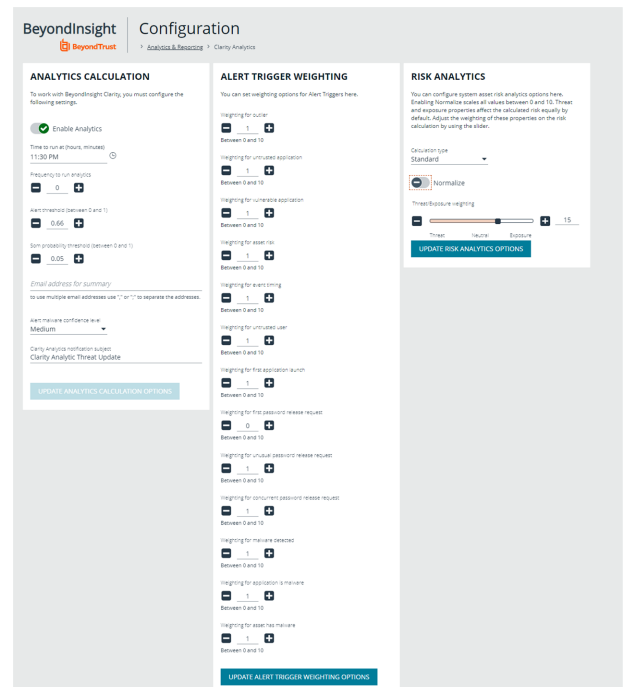 BeyondInsight
BeyondTrust
Configuration
› Analytics & Reporting › Clarity Analytics
ANALYTICS CALCULATION
To work with BeyondInsight Clarity, you must configure the
following settings.
Enable Analytics
Time to run at (hours, minutes)
11:30 PM
Frequency to run analytics
0
Alert threshold (between 0 and 1)
0.66
Som probability threshold (between 0 and 1)
0.05
Email address for summary
to use multiple email addresses use "," or ";" to separate the addresses.
Alert malware confidence level
Medium
Clarity Analytics notification subject
Clarity Analytic Threat Update
UPDATE ANALYTICS CALCULATION OPTIONS
ALERT TRIGGER WEIGHTING
You can set weighting options for Alert Triggers here.
Weighting for outlier
1
Between 0 and 10
Weighting for untrusted application
1
Between 0 and 10
Weighting for vulnerable application
1
Between 0 and 10
Weighting for asset risk
1
Between 0 and 10
Weighting for event timing
1
Between 0 and 10
Weighting for untrusted user
1
Between 0 and 10
Weighting for first application launch
1
Between 0 and 10
Weighting for first password release request
0
Between 0 and 10
Weighting for unusual password release request
1
Between 0 and 10
Weighting for concurrent password release request
1
Between 0 and 10
Weighting for malware detected
1
Between 0 and 10
Weighting for application is malware
1
Between 0 and 10
Weighting for asset has malware
1
Between 0 and 10
UPDATE ALERT TRIGGER WEIGHTING OPTIONS
RISK ANALYTICS
You can configure system asset risk analytics options here.
Enabling Normalize scales all values between 0 and 10. Threat
and exposure properties affect the calculated risk equally by
default. Adjust the weighting of these properties on the risk
calculation by using the slider.
Calculation type
Standard
Normalize
Threat/Exposure weighting
15
Threat Neutral Exposure
UPDATE RISK ANALYTICS OPTIONS